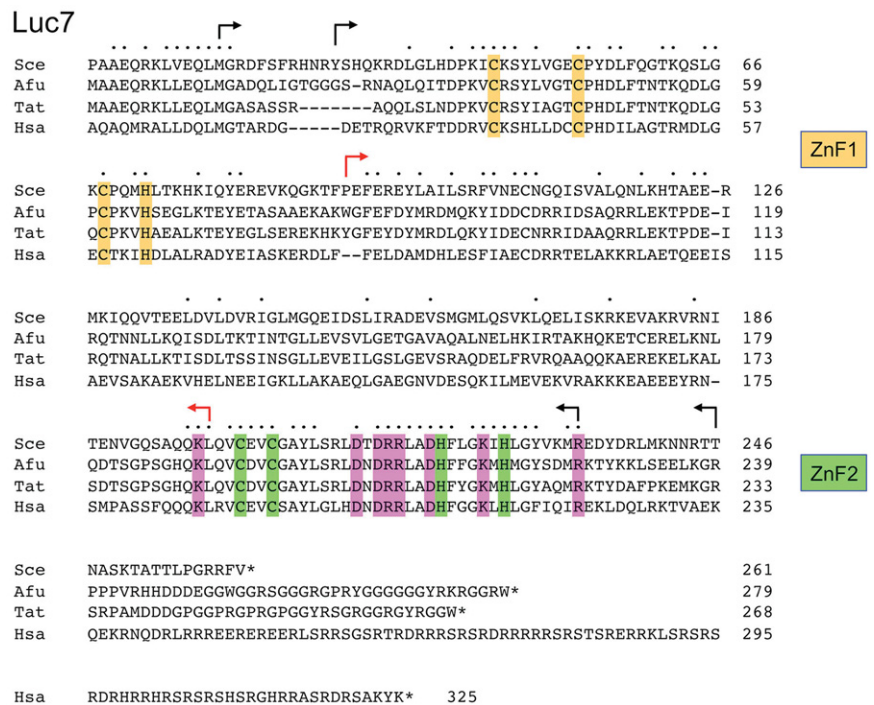 Luc7
Sce PAAEQRKLVEQLMGRDFSFRHNRYSHQKRDLGLHDPKICKSYLVGECPYDLFQGTKQSLG 66
Afu MAAEQRKLLEQLMGADQLIGTGGGS-RNAQLQITDPKVCRSYLVGTCPHDLFTNTKQDLG 59
Tat MAAEQRKLLEQLMGASASSR-------AQQLSLNDPKVCRSYIAGTCPHDLFTNTKQDLG 53
Hsa AQAQMRALLDQLMGTARDG-----DETRQRVKFTDDRVCKSHLLDCCPHDILAGTRMDLG 57
ZnF1
Sce KCPQMHLTKHKIQYEREVKQGKTFPEFEREYLAILSRFVNECNGQISVALQNLKHTAEE-R 126
Afu PCPKVHSEGLKTEYETASAAEKAKWGFEFDYMRDMQKYIDDCDRRIDSAQRRLEKTPDE-I 119
Tat QCPKVHAEALKTEYEGLSEREKHKYGFEYDYMRDLQKYIDECNRRIDAAQRRLEKTPDE-I 113
Hsa ECTKIHDLALRADYEIASKERDLF--FELDAMDHLESFIAECDRRTELAKKRLAETQEEIS 115
Sce MKIQQVTEELDVLDVRIGLMGQEIDSLIRADEVSMGMLQSVKLQELISKRKEVAKRVRNI 186
Afu RQTNNLLKQISDLTKTINTGLLEVSVLGETGAVAQALNELHKIRTAKHQKETCERELKNL 179
Tat RQTNALLKTISDLTSSINSGLLEVEILGSLGEVSRAQDELFRVRQAAQQKAEREKELKAL 173
Hsa AEVSAKAEKVHELNEEIGKLLAKAEQLGAEGNVDESQKILMEVEKVRAKKKEAEEEYRN- 175
Sce TENVGQSAQQKLQVCEVCGAYLSRLDTDRRLADHFLGKIHLGYVKMREDYDRLMKNNRTT 246
Afu QDTSGPSGHQKLQVCDVCGAYLSRLDNDRRLADHFFGKMHMGYSDMRKTYKKLSEELKGR 239
Tat SDTSGPSGHQKLQVCDVCGAYLSRLDNDRRLADHFYGKMHLGYAQMRKTYDAFPKEMKGR 233
Hsa SMPASSFQQQKLRVCEVCSAYLGLHDNDRRLADHFGGKLHLGFIQIREKLDQLRKTVAEK 235
ZnF2
Sce NASKTATTLPGRRFV* 261
Afu PPPVRHHDDDEGGWGGRSGGGRGPRYGGGGGGYRKRGGRW* 279
Tat SRPAMDDDGPGGPRGPRGPGGYRSGRGGRGYRGGW* 268
Hsa QEKRNQDRLRRREEREREERLSRRSGSRTRDRRRSRSRDRRRRRSRSTSRERRKLSRSRS 295
Hsa RDRHRRHRSRSRSHSRGHRRASRDRSAKYK* 325